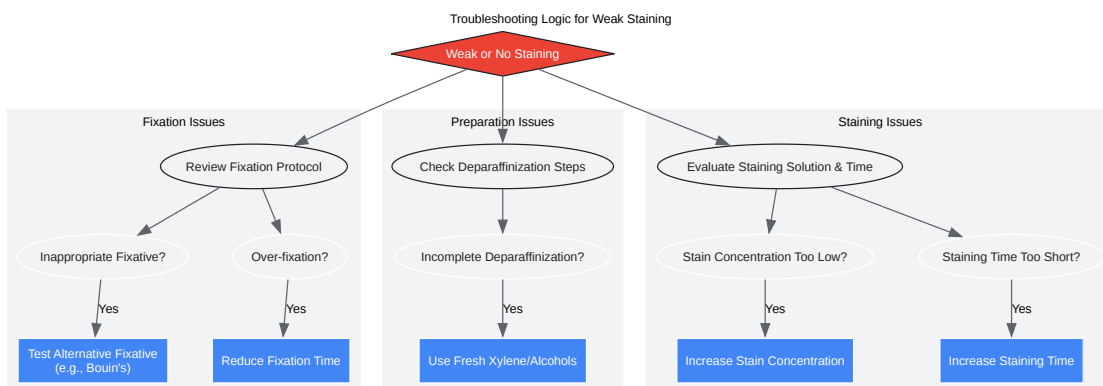 Troubleshooting Logic for Weak Staining
Weak or No Staining
Fixation Issues
Preparation Issues
Staining Issues
Review Fixation Protocol
Check Deparaffinization Steps
Evaluate Staining Solution & Time
Inappropriate Fixative?
Over-fixation?
Incomplete Deparaffinization?
Stain Concentration Too Low?
Staining Time Too Short?
Yes
Yes
Yes
Yes
Yes
Test Alternative Fixative
(e.g., Bouin's)
Reduce Fixation Time
Use Fresh Xylene/Alcohols
Increase Stain Concentration
Increase Staining Time